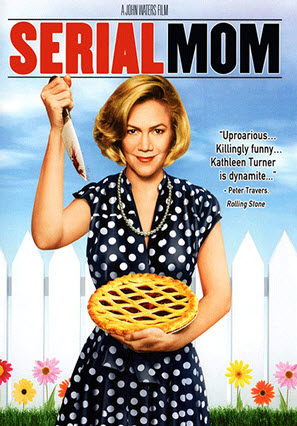 A JOHN WATERS FILM
SERIAL MOM
"Uproarious...
Killingly funny...
Kathleen Turner
is dynamite..."
- Peter Travers,
Rolling Stone